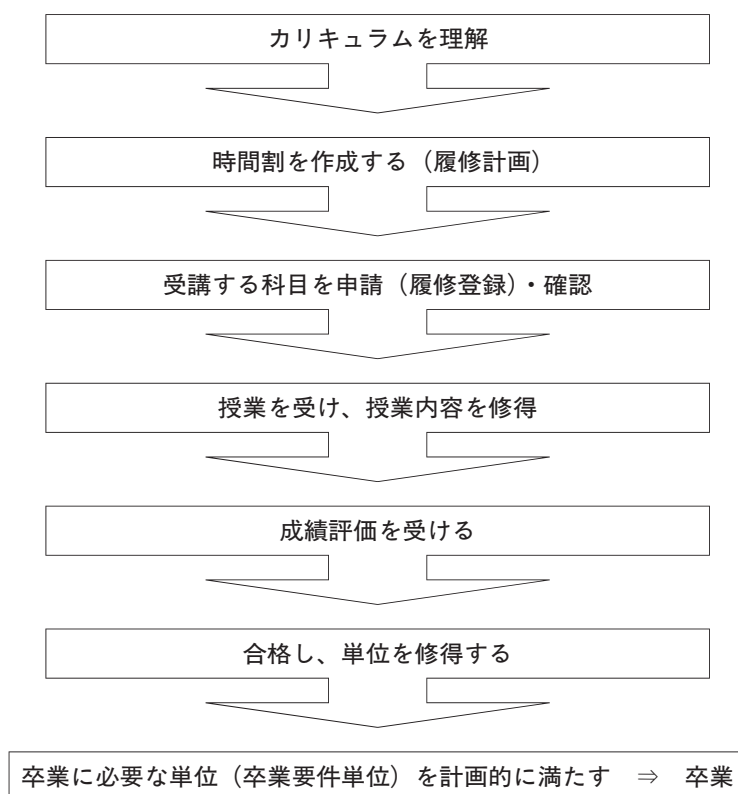 カリキュラムを理解
時間割を作成する（履修計画）
受講する科目を申請（履修登録）・確認
授業を受け、授業内容を修得
成績評価を受ける
合格し、単位を修得する
卒業に必要な単位（卒業要件単位）を計画的に満たす　⇒　卒業